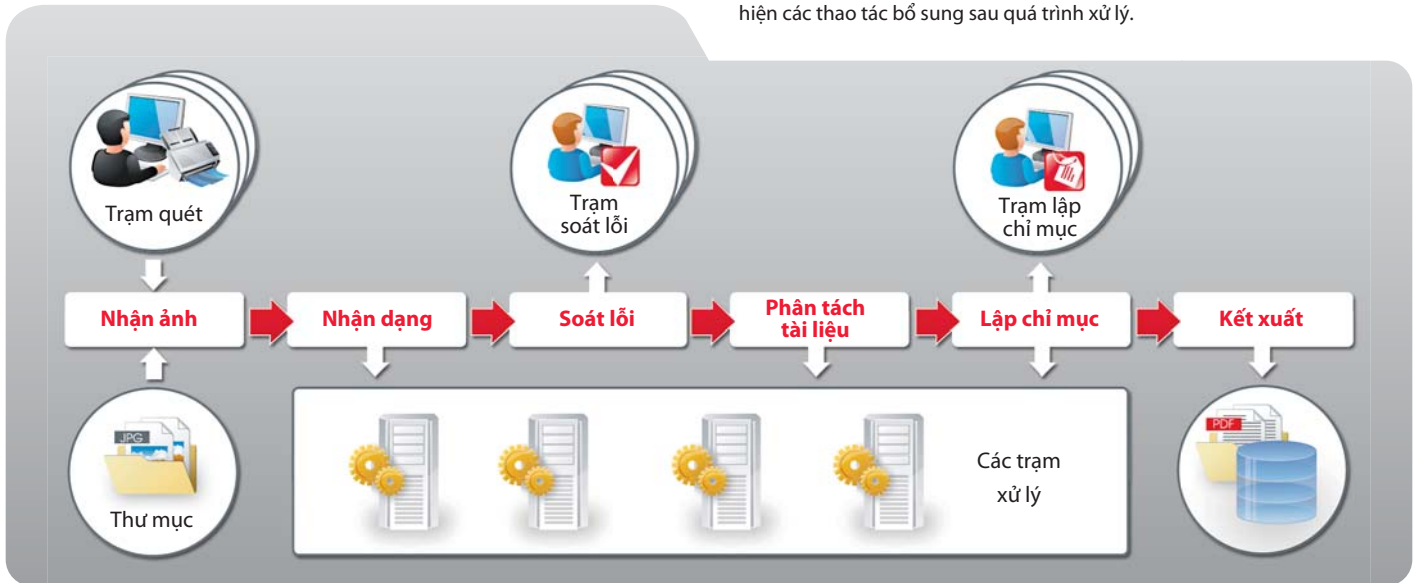 hiện các thao tác bổ sung sau quá trình xử lý.
Trạm quét
Trạm
soát lỗi
Trạm lập
chỉ mục
Nhận ảnh
Nhận dạng
Soát lỗi
Phân tách
tài liệu
Lập chỉ mục
Kết xuất
JPG
Thư mục
Các trạm
xử lý
PDF